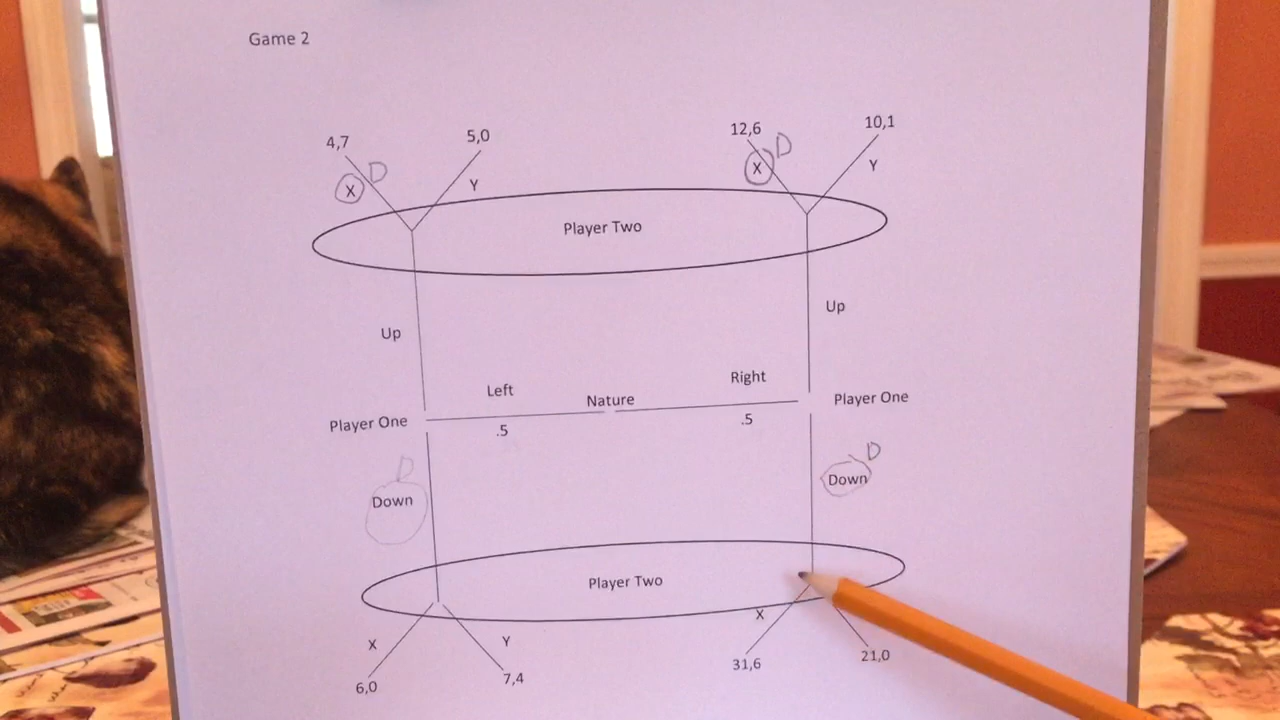 Game 2
4,7
5,0
12,6
10,1
X D
Y
X D
Y
Player Two
Up
Up
Left
Nature
Right
Player One
.5
.5
Player One
D
Down
D
Down
Player Two
X
Y
X
6,0
7,4
31,6
21,0